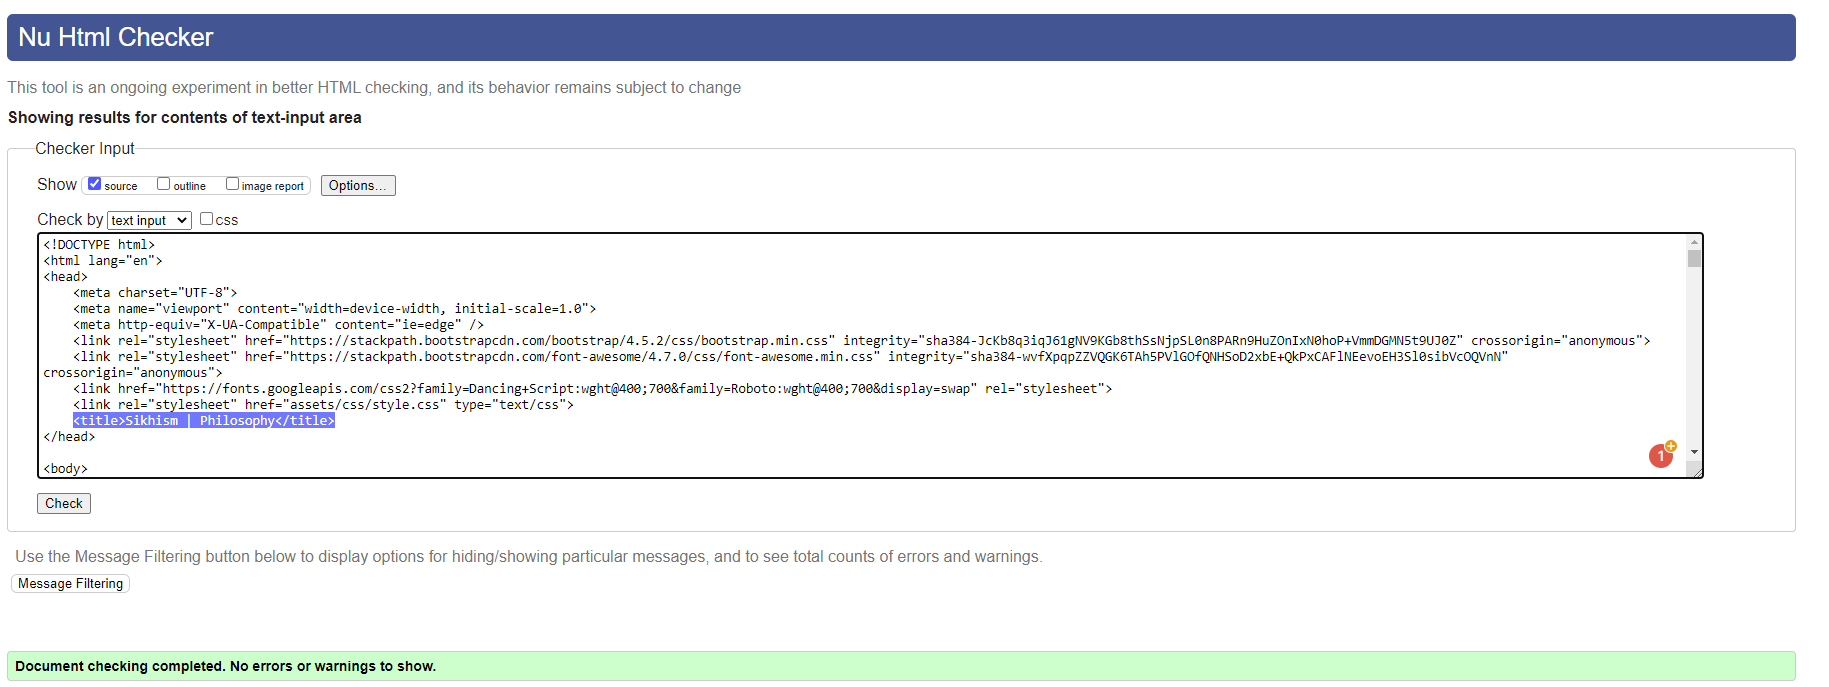 Nu Html Checker
This tool is an ongoing experiment in better HTML checking, and its behavior remains subject to change
Showing results for contents of text-input area
Checker Input
Show source outline image report Options...
Check by text input css
<!DOCTYPE html>
<html lang="en">
<head>
<meta charset="UTF-8">
<meta name="viewport" content="width=device-width, initial-scale=1.0">
<meta http-equiv="X-UA-Compatible" content="ie=edge" />
<link rel="stylesheet" href="https://stackpath.bootstrapcdn.com/bootstrap/4.5.2/css/bootstrap.min.css" integrity="sha384-JcKb8q3iqJ61gNV9KGb8thSsNjpSL0n8PARn9HuZOnIxN0hoP+VmmDGMN5t9UJ0Z" crossorigin="anonymous">
<link rel="stylesheet" href="https://stackpath.bootstrapcdn.com/font-awesome/4.7.0/css/font-awesome.min.css" integrity="sha384-wvfXpqpZZVQGK6TAh5PVlGOfQNHSoD2xbE+QkPxCAFlNEevoEH3Sl0sibVcOQVnN"
crossorigin="anonymous">
<link href="https://fonts.googleapis.com/css2?family=Dancing+Script:wght@400;700&family=Roboto:wght@400;700&display=swap" rel="stylesheet">
<link rel="stylesheet" href="assets/css/style.css" type="text/css">
<title>Sikhism | Philosophy</title>
</head>
<body>
1
Check
Use the Message Filtering button below to display options for hiding/showing particular messages, and to see total counts of errors and warnings.
Message Filtering
Document checking completed. No errors or warnings to show.